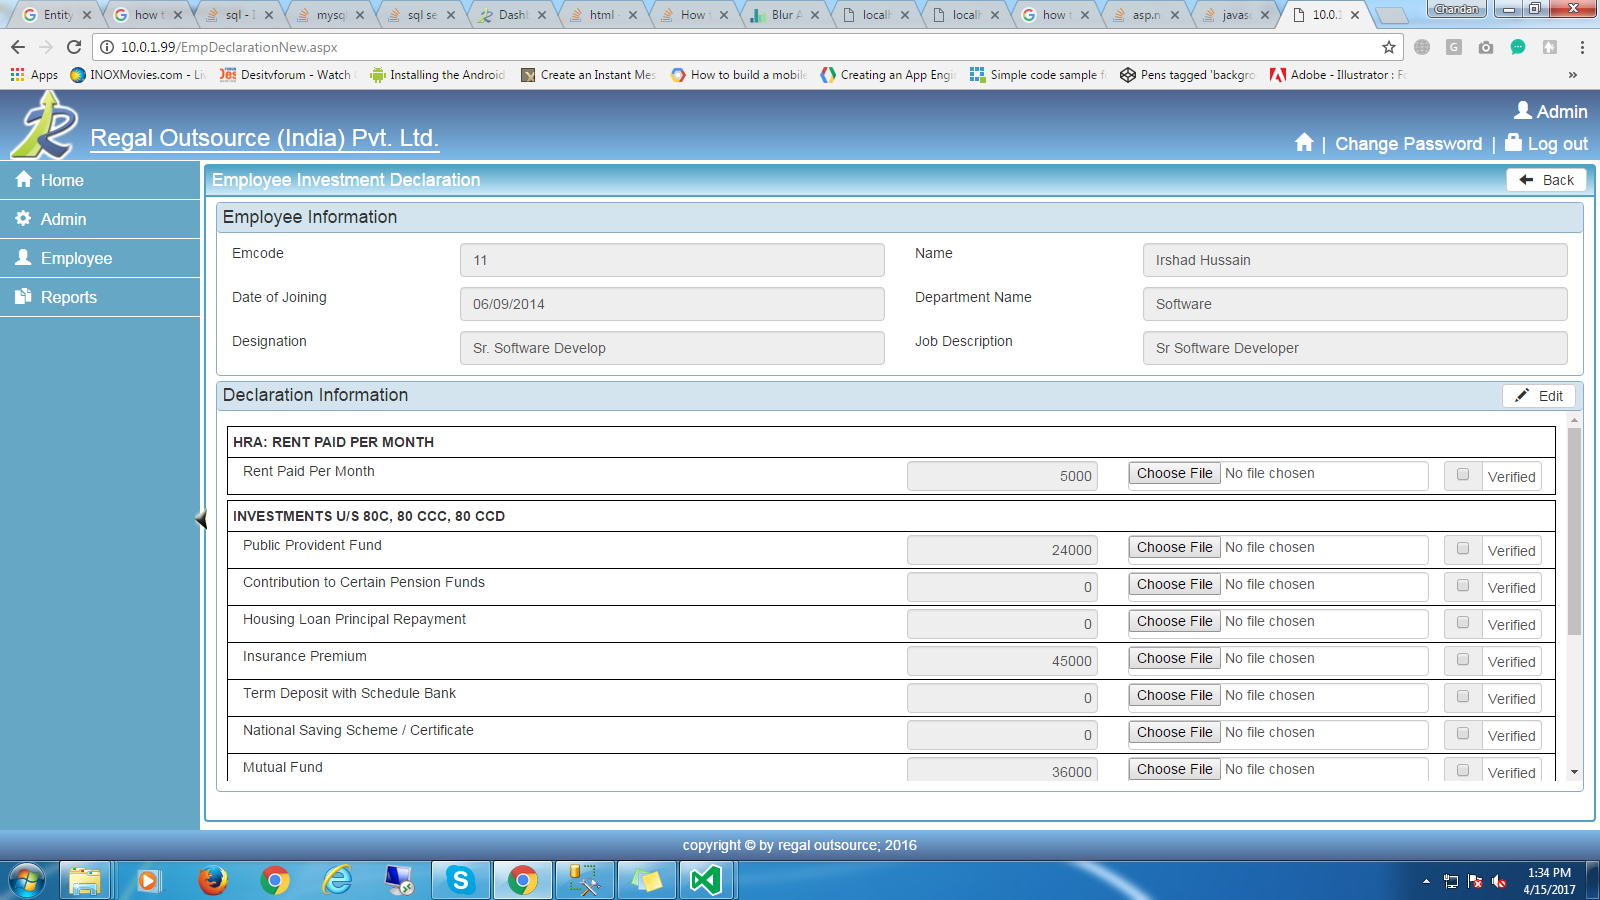 Entity
how t
sql - I
mysql
sql se
Dashl
html -
How t
Blur A
localh
localh
how t
asp.n
javas
10.0.1
Chandan
10.0.1.99/EmpDeclarationNew.aspx
Apps INOXMovies.com - Liv Desitvforum - Watch Installing the Android Create an Instant Mes How to build a mobile Creating an App Engi Simple code sample f Pens tagged 'backgro Adobe - Illustrator : Fo »
Regal Outsource (India) Pvt. Ltd.
Admin
| Change Password | Log out
Home
Admin
Employee
Reports
Employee Investment Declaration
Back
Employee Information
Emcode 11 Name Irshad Hussain
Date of Joining 06/09/2014 Department Name Software
Designation Sr. Software Develop Job Description Sr Software Developer
Declaration Information
Edit
HRA: RENT PAID PER MONTH
Rent Paid Per Month 5000 Choose File No file chosen Verified
INVESTMENTS U/S 80C, 80 CCC, 80 CCD
Public Provident Fund 24000 Choose File No file chosen Verified
Contribution to Certain Pension Funds 0 Choose File No file chosen Verified
Housing Loan Principal Repayment 0 Choose File No file chosen Verified
Insurance Premium 45000 Choose File No file chosen Verified
Term Deposit with Schedule Bank 0 Choose File No file chosen Verified
National Saving Scheme / Certificate 0 Choose File No file chosen Verified
Mutual Fund 36000 Choose File No file chosen Verified
copyright © by regal outsource; 2016
1:34 PM
4/15/2017